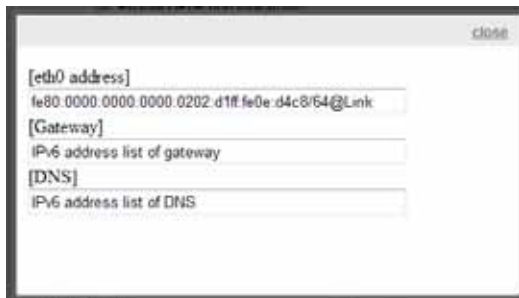 close
[eth0 address]
fe80:0000:0000:0000:0202:d1ff:fe0e:d4c8/64@Link
[Gateway]
IPv6 address list of gateway
[DNS]
IPv6 address list of DNS